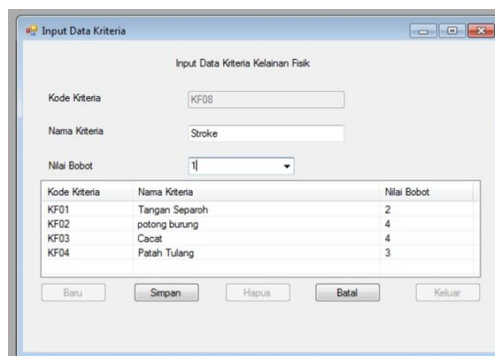 Input Data Kriteria
Input Data Kriteria Kelainan Fisik
Kode Kriteria KF08
Nama Kriteria Stroke
Nilai Bobot 1
Kode Kriteria Nama Kriteria Nilai Bobot
KF01 Tangan Separoh 2
KF02 potong burung 4
KF03 Cacat 4
KF04 Patah Tulang 3
Baru Simpan Hapus Batal Keluar